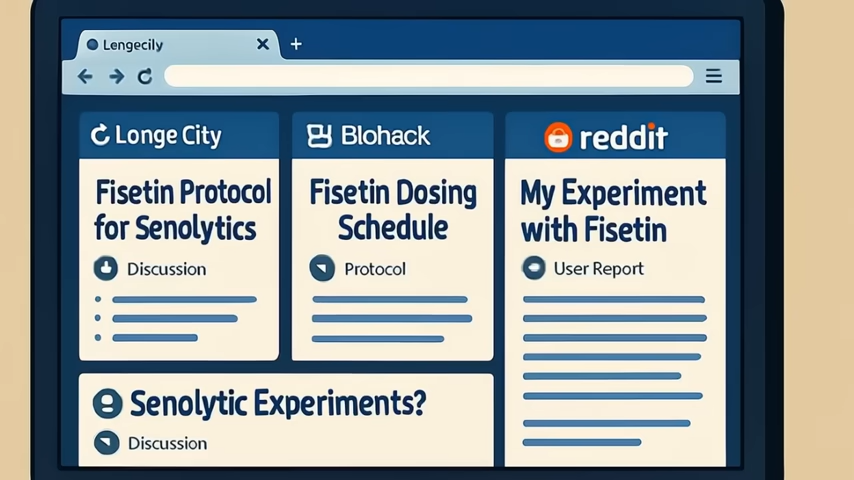 Lengecily
Longe City
Fisetin Protocol
for Senolytics
Discussion
Blohack
Fisetin Dosing
Schedule
Protocol
reddit
My Experiment
with Fisetin
User Report
Senolytic Experiments?
Discussion